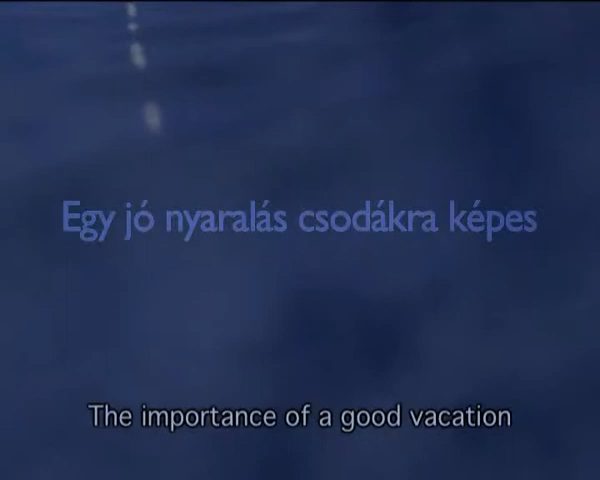 Egy jó nyaralás csodákra képes
The importance of a good vacation